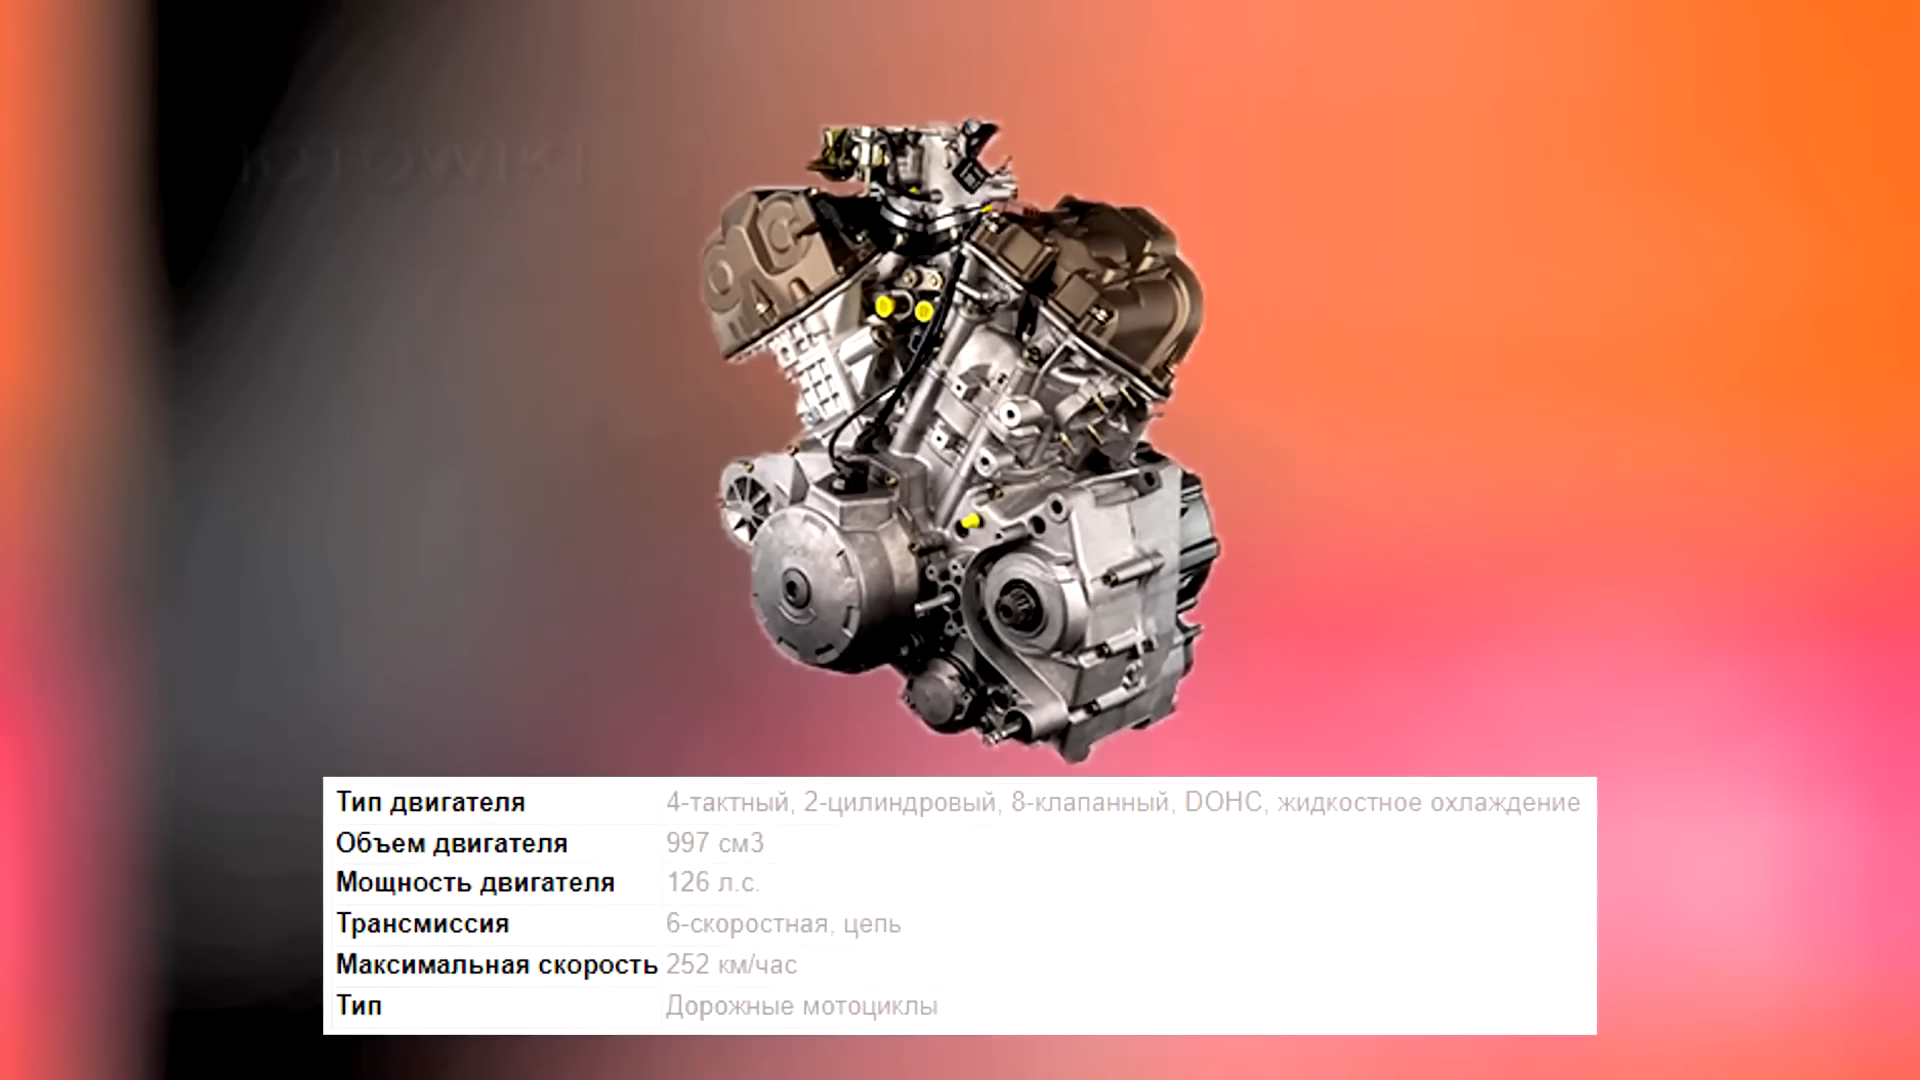 Тип двигателя 4-тактный, 2-цилиндровый, 8-клапанный, DOHC, жидкостное охлаждение
Объем двигателя 997 см3
Мощность двигателя 126 л.с.
Трансмиссия 6-скоростная, цепь
Максимальная скорость 252 км/час
Тип Дорожные мотоциклы